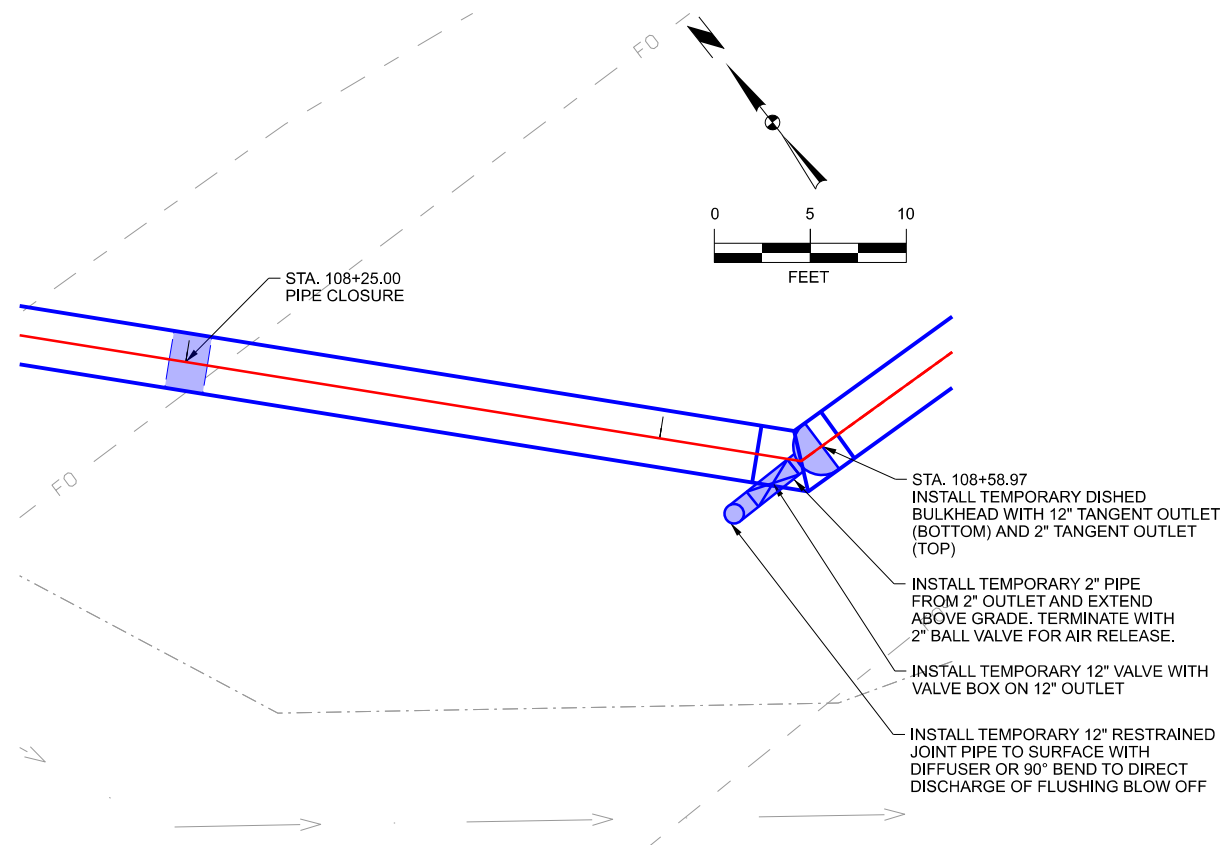 FO
N
0 5 10
FEET
STA. 108+25.00
PIPE CLOSURE
FO
STA. 108+58.97
INSTALL TEMPORARY DISHED
BULKHEAD WITH 12" TANGENT OUTLET
(BOTTOM) AND 2" TANGENT OUTLET
(TOP)
INSTALL TEMPORARY 2" PIPE
FROM 2" OUTLET AND EXTEND
ABOVE GRADE. TERMINATE WITH
2" BALL VALVE FOR AIR RELEASE.
FO
INSTALL TEMPORARY 12" VALVE WITH
VALVE BOX ON 12" OUTLET
INSTALL TEMPORARY 12" RESTRAINED
JOINT PIPE TO SURFACE WITH
DIFFUSER OR 90° BEND TO DIRECT
DISCHARGE OF FLUSHING BLOW OFF